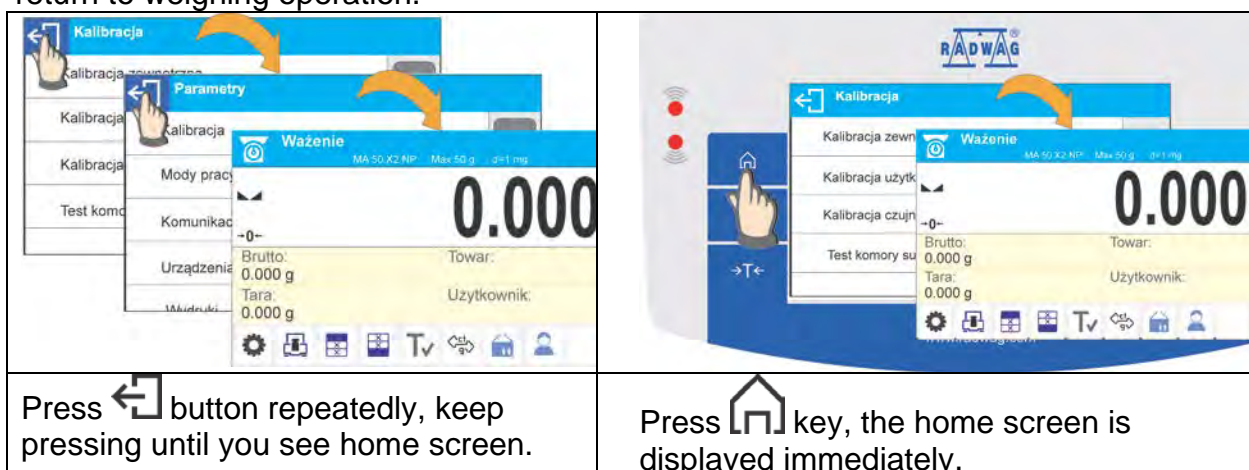 return to weighing operation.
Kalibracja
Kalibracja zewnętrzna
Kalibracja
Kalibracja
Test komo
Parametry
Kalibracja
Mody pracy
Komunikac
Urządzenia
Wydruki
Ważenie
MA 50.X2.NP Max 50 g d=1 mg
0.000
→0←
Brutto:
0.000 g
Towar:
Tara:
0.000 g
Użytkownik:
RADWAG
Kalibracja
Kalibracja zewn
Kalibracja użytk
Kalibracja czujn
Test komory su
→T←
Ważenie
MA 50.X2.NP Max 50 g d=1 mg
0.000
→0←
Brutto:
0.000 g
Towar:
Tara:
0.000 g
Użytkownik:
Press button repeatedly, keep
pressing until you see home screen.
Press key, the home screen is
displayed immediately.